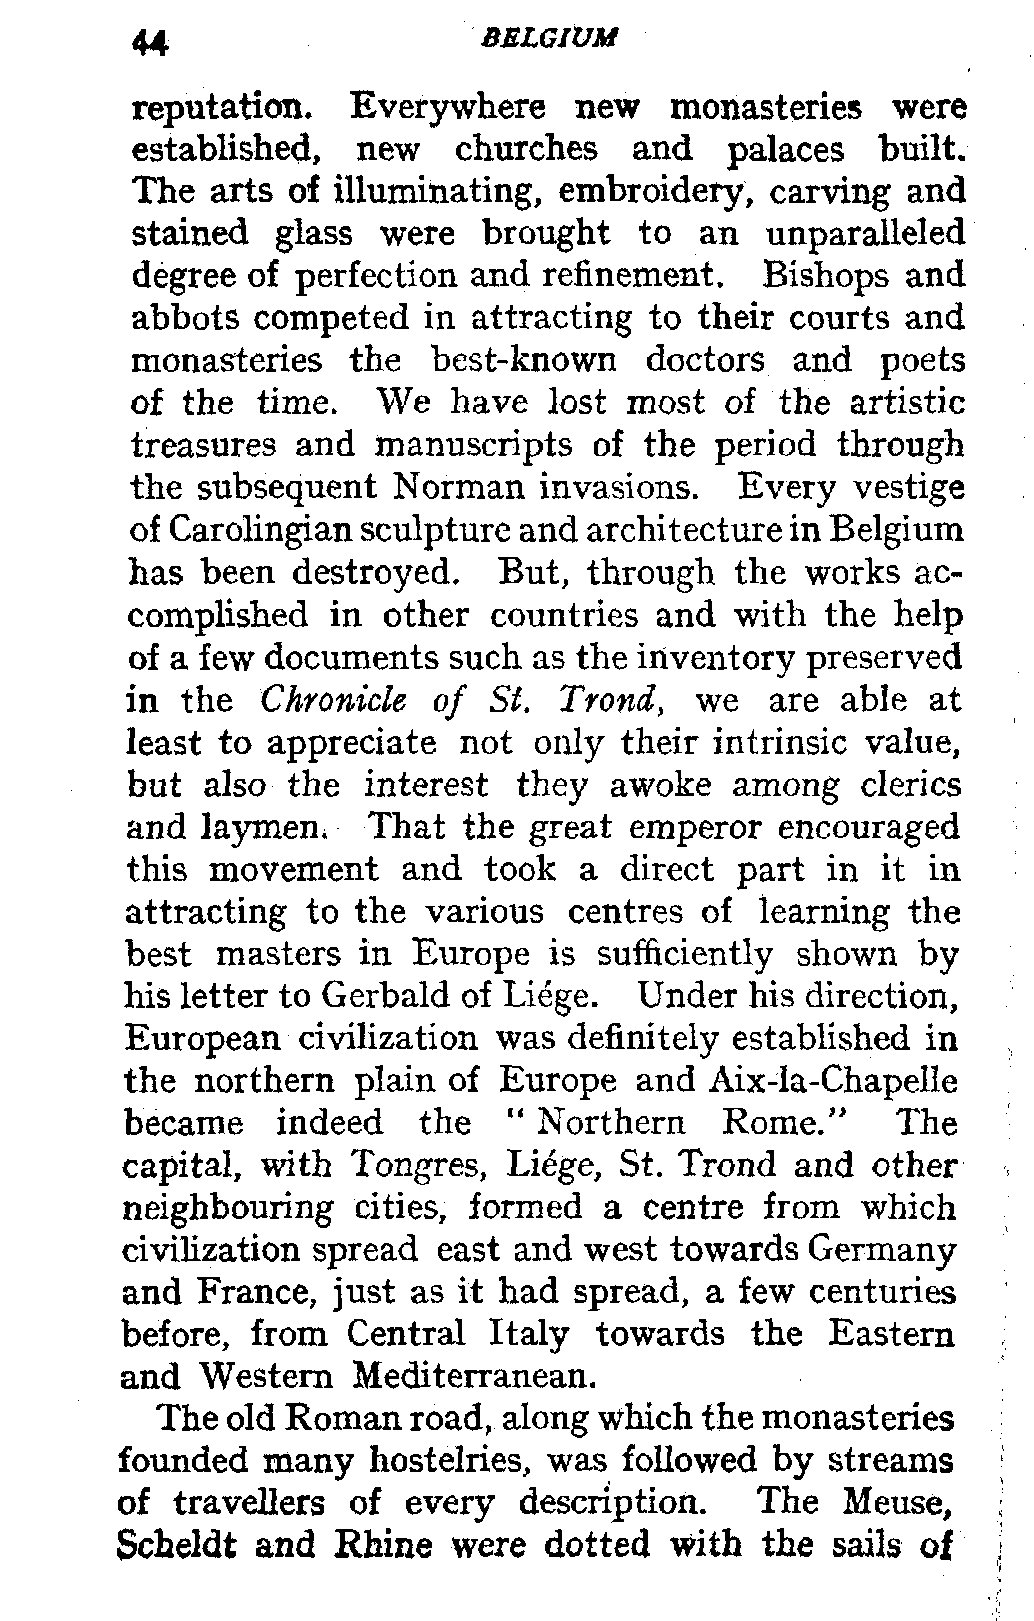 44 BELGIUM
reputation. Everywhere new monasteries were
established, new churches and palaces built.
The arts of illuminating, embroidery, carving and
stained glass were brought to an unparalleled
degree of perfection and refinement. Bishops and
abbots competed in attracting to their courts and
monasteries the best-known doctors and poets
of the time. We have lost most of the artistic
treasures and manuscripts of the period through
the subsequent Norman invasions. Every vestige
of Carolingian sculpture and architecture in Belgium
has been destroyed. But, through the works ac-
complished in other countries and with the help
of a few documents such as the inventory preserved
in the Chronicle of St. Trond, we are able at
least to appreciate not only their intrinsic value,
but also the interest they awoke among clerics
and laymen. That the great emperor encouraged
this movement and took a direct part in it in
attracting to the various centres of learning the
best masters in Europe is sufficiently shown by
his letter to Gerbald of Liége. Under his direction,
European civilization was definitely established in
the northern plain of Europe and Aix-la-Chapelle
became indeed the " Northern Rome." The
capital, with Tongres, Liége, St. Trond and other
neighbouring cities, formed a centre from which
civilization spread east and west towards Germany
and France, just as it had spread, a few centuries
before, from Central Italy towards the Eastern
and Western Mediterranean.
The old Roman road, along which the monasteries
founded many hostelries, was followed by streams
of travellers of every description. The Meuse,
Scheldt and Rhine were dotted with the sails of